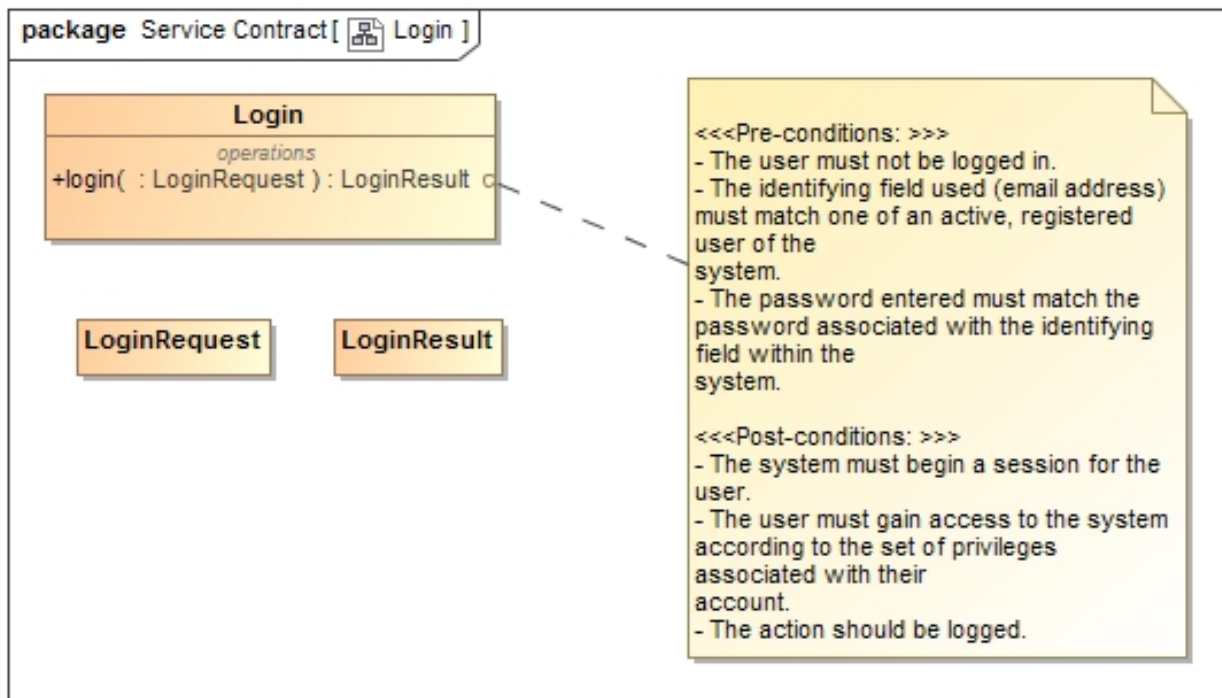 package Service Contract [ Login ]
Login
operations
+login( : LoginRequest ) : LoginResult
LoginRequest
LoginResult
<<<Pre-conditions: >>>
- The user must not be logged in.
- The identifying field used (email address)
must match one of an active, registered
user of the
system.
- The password entered must match the
password associated with the identifying
field within the
system.
<<<Post-conditions: >>>
- The system must begin a session for the
user.
- The user must gain access to the system
according to the set of privileges
associated with their
account.
- The action should be logged.